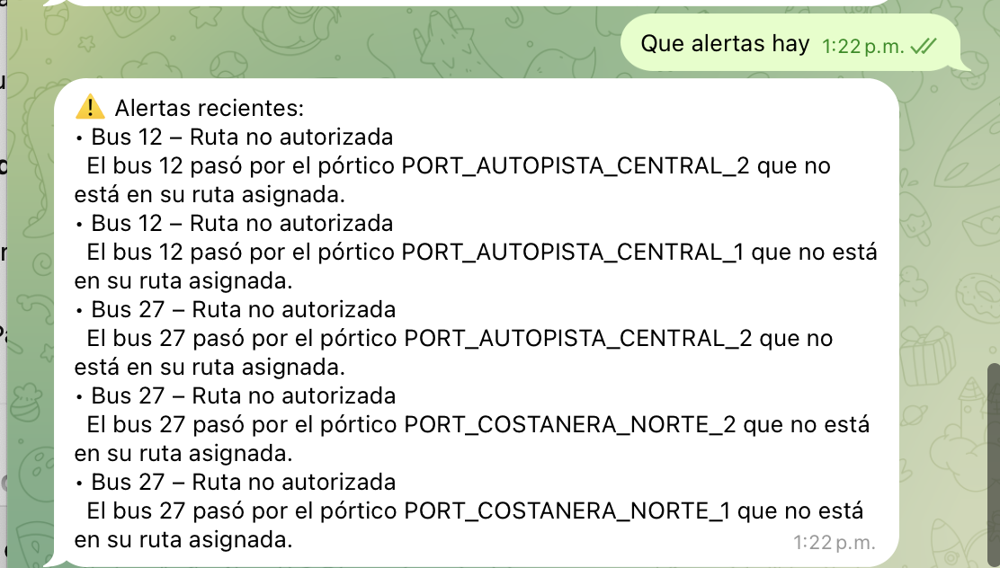 Que alertas hay 1:22 p.m.
⚠️ Alertas recientes:
• Bus 12 – Ruta no autorizada
El bus 12 pasó por el pórtico PORT_AUTOPISTA_CENTRAL_2 que no
está en su ruta asignada.
• Bus 12 – Ruta no autorizada
El bus 12 pasó por el pórtico PORT_AUTOPISTA_CENTRAL_1 que no está
en su ruta asignada.
• Bus 27 – Ruta no autorizada
El bus 27 pasó por el pórtico PORT_AUTOPISTA_CENTRAL_2 que no
está en su ruta asignada.
• Bus 27 – Ruta no autorizada
El bus 27 pasó por el pórtico PORT_COSTANERA_NORTE_2 que no está
en su ruta asignada.
• Bus 27 – Ruta no autorizada
El bus 27 pasó por el pórtico PORT_COSTANERA_NORTE_1 que no está
en su ruta asignada.
1:22 p.m.